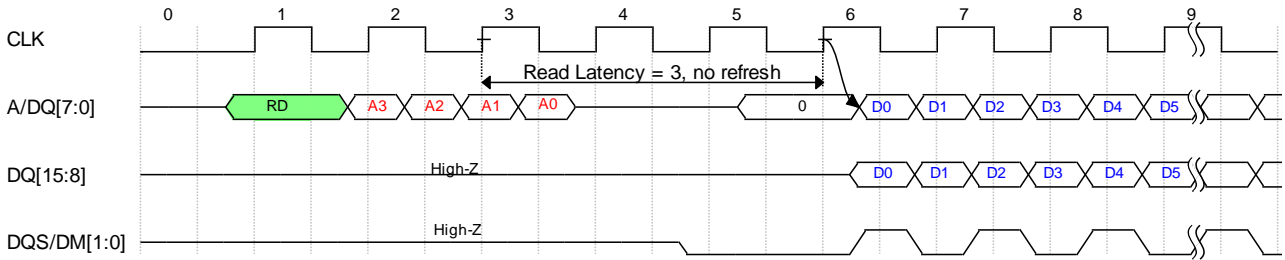 0 1 2 3 4 5 6 7 8 9
CLK
Read Latency = 3, no refresh
A/DQ[7:0] RD A3 A2 A1 A0 0 D0 D1 D2 D3 D4 D5
DQ[15:8] High-Z D0 D1 D2 D3 D4 D5
DQS/DM[1:0] High-Z